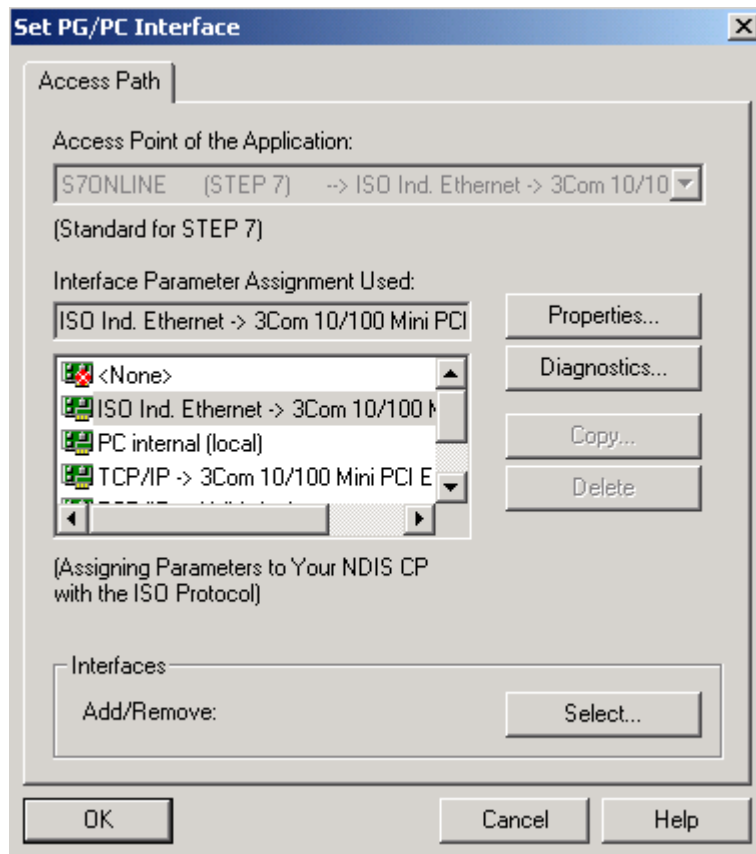 Set PG/PC Interface
Access Path
Access Point of the Application:
S7ONLINE (STEP 7) --> ISO Ind. Ethernet -> 3Com 10/10
(Standard for STEP 7)
Interface Parameter Assignment Used:
ISO Ind. Ethernet -> 3Com 10/100 Mini PCI
Properties...
<None>
Diagnostics...
ISO Ind. Ethernet -> 3Com 10/100
PC internal (local)
Copy...
TCP/IP -> 3Com 10/100 Mini PCI E
Delete
(Assigning Parameters to Your NDIS CP
with the ISO Protocol)
Interfaces
Add/Remove:
Select...
OK
Cancel
Help